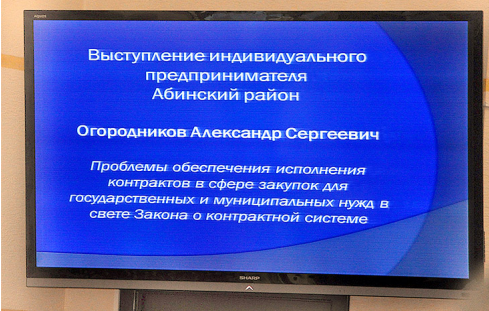 Выступление индивидуального
предпринимателя
Абинский район
Огородников Александр Сергеевич
Проблемы обеспечения исполнения
контрактов в сфере закупок для
государственных и муниципальных нужд в
свете Закона о контрактной системе
SHARP